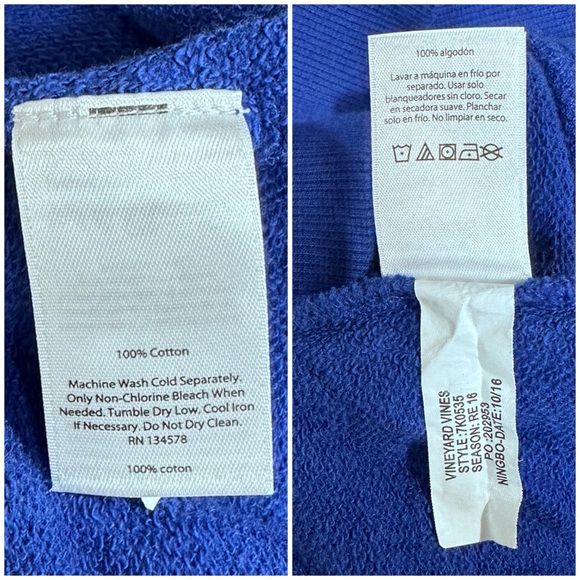 100% Cotton
Machine Wash Cold Separately.
Only Non-Chlorine Bleach When
Needed. Tumble Dry Low. Cool Iron
If Necessary. Do Not Dry Clean.
RN 134578
100% coton
100% algodón
Lavar a máquina en frío por
separado. Usar solo
blanqueadores sin cloro. Secar
en secadora suave. Planchar
solo en frío. No limpiar en seco.
VINEYARD VINES
STYLE:7K0535
SEASON: RE 16
PO :202953
NINGBO-DATE:10/16